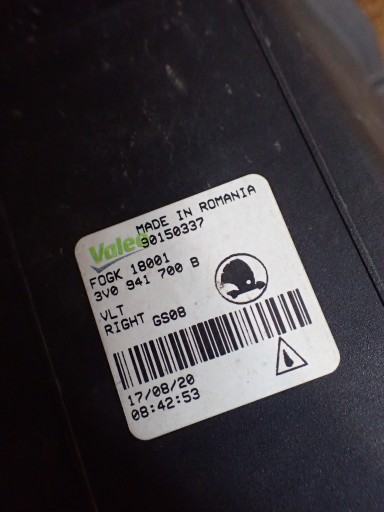 MADE IN ROMANIA
Valeo 90150337
FOGK 18001
3V0 941 700 B
VLT
RIGHT GS08
17/08/20
08:42:53